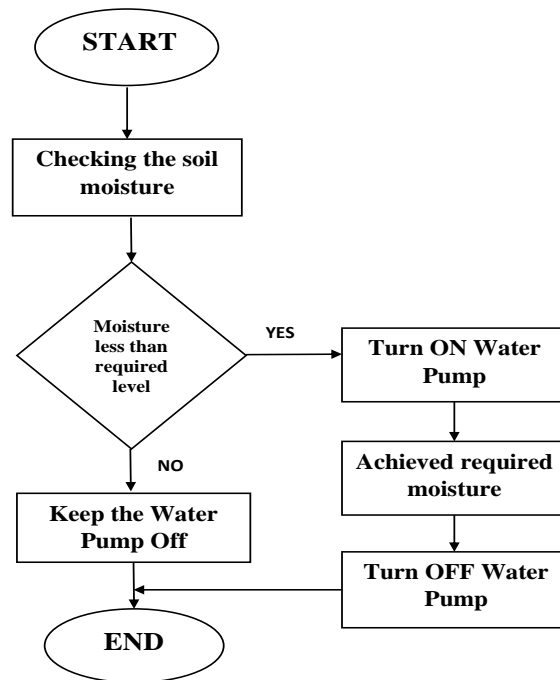 START
Checking the soil
moisture
Moisture
less than
required
level
YES
Turn ON Water
Pump
Achieved required
moisture
NO
Keep the Water
Pump Off
Turn OFF Water
Pump
END